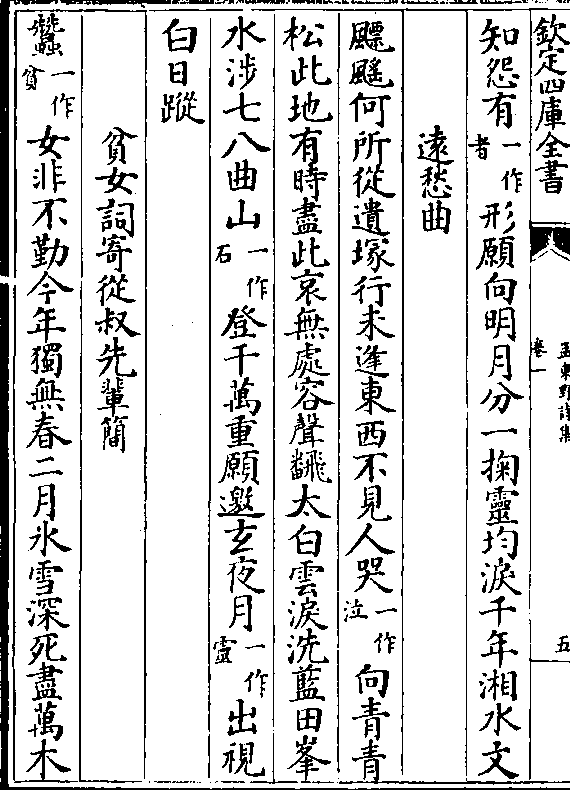 欽定四庫全書
孟東野詩集
卷一
五
知怨有一作者形願向明月分一掬靈均淚千年湘水文
遠愁曲
飃颻何所從遺塚行未逢東西不見人哭一作泣向青青
松此地有時盡此哀無處容聲飜太白雲淚洗藍田峯
水涉七八曲山一作石登千萬重願邀玄夜月一作靈出視
白日蹤
貧女詞寄從叔先輩簡
蠶一作貧女非不勤今年獨無春二月氷雪深死盡萬木